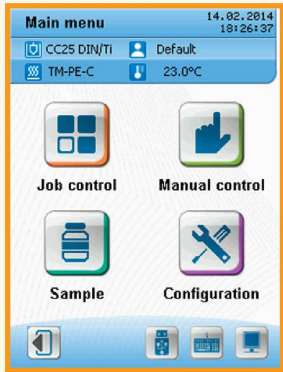 Main menu
14.02.2014
18:26:37
CC25 DIN/Ti
Default
TM-PE-C
23.0°C
Job control
Manual control
Sample
Configuration